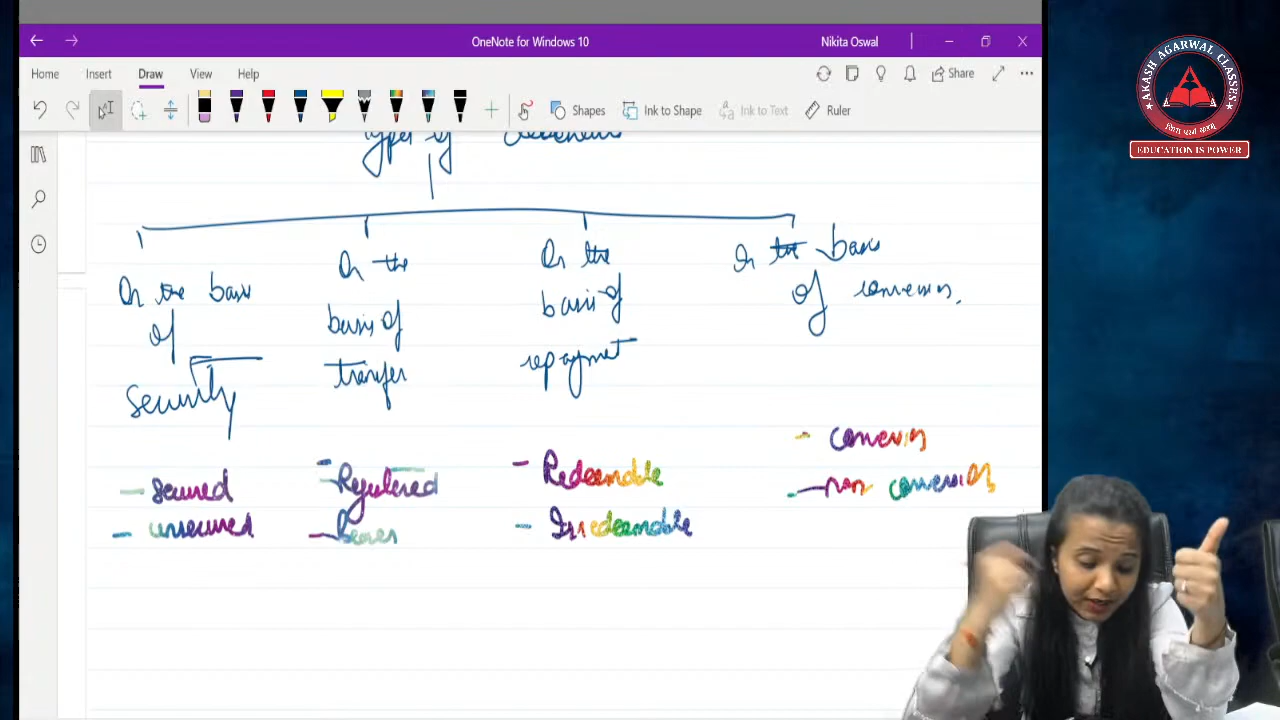 OneNote for Windows 10
Nikita Oswal
Home Insert Draw View Help
Share
Shapes
Ink to Shape
Ink to Text
Ruler
AKASH AGARWAL CLASSES
EDUCATION IS POWER
Types of
On the basis
of
security
- secured
- unsecured
On the
basis of
transfer
- Registered
- bearer
On the
basis of
repayment
- Redeemable
- Irredeemable
On the basis
of conversion.
- conversion
- non conversion